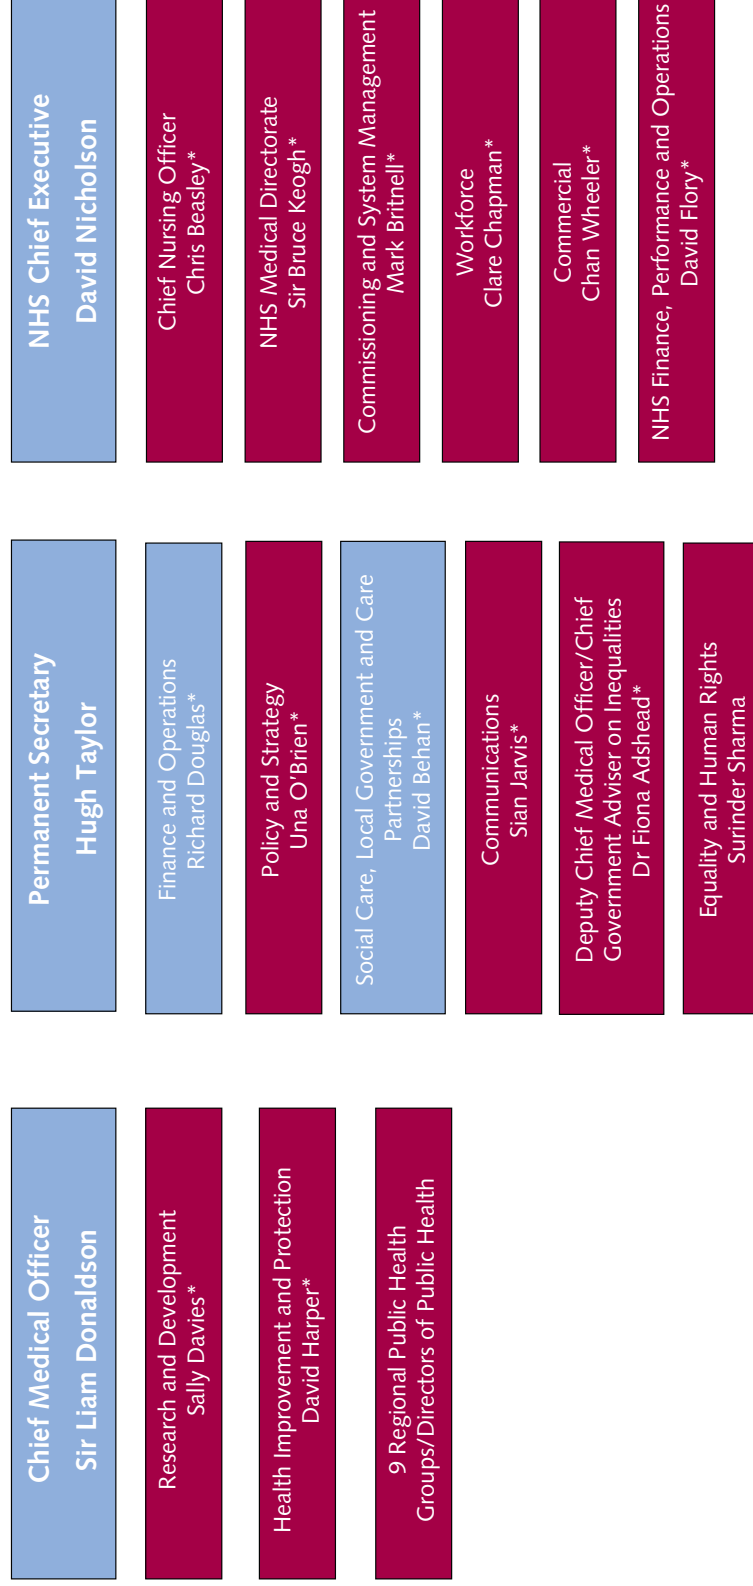 Chief Medical Officer
Sir Liam Donaldson
Research and Development
Sally Davies*
Health Improvement and Protection
David Harper*
9 Regional Public Health
Groups/Directors of Public Health
Permanent Secretary
Hugh Taylor
Finance and Operations
Richard Douglas*
Policy and Strategy
Una O'Brien*
Social Care, Local Government and Care
Partnerships
David Behan*
Communications
Sian Jarvis*
Deputy Chief Medical Officer/Chief
Government Adviser on Inequalities
Dr Fiona Adshead*
Equality and Human Rights
Surinder Sharma
NHS Chief Executive
David Nicholson
Chief Nursing Officer
Chris Beasley*
NHS Medical Directorate
Sir Bruce Keogh*
Commissioning and System Management
Mark Britnell*
Workforce
Clare Chapman*
Commercial
Chan Wheeler*
NHS Finance, Performance and Operations
David Flory*